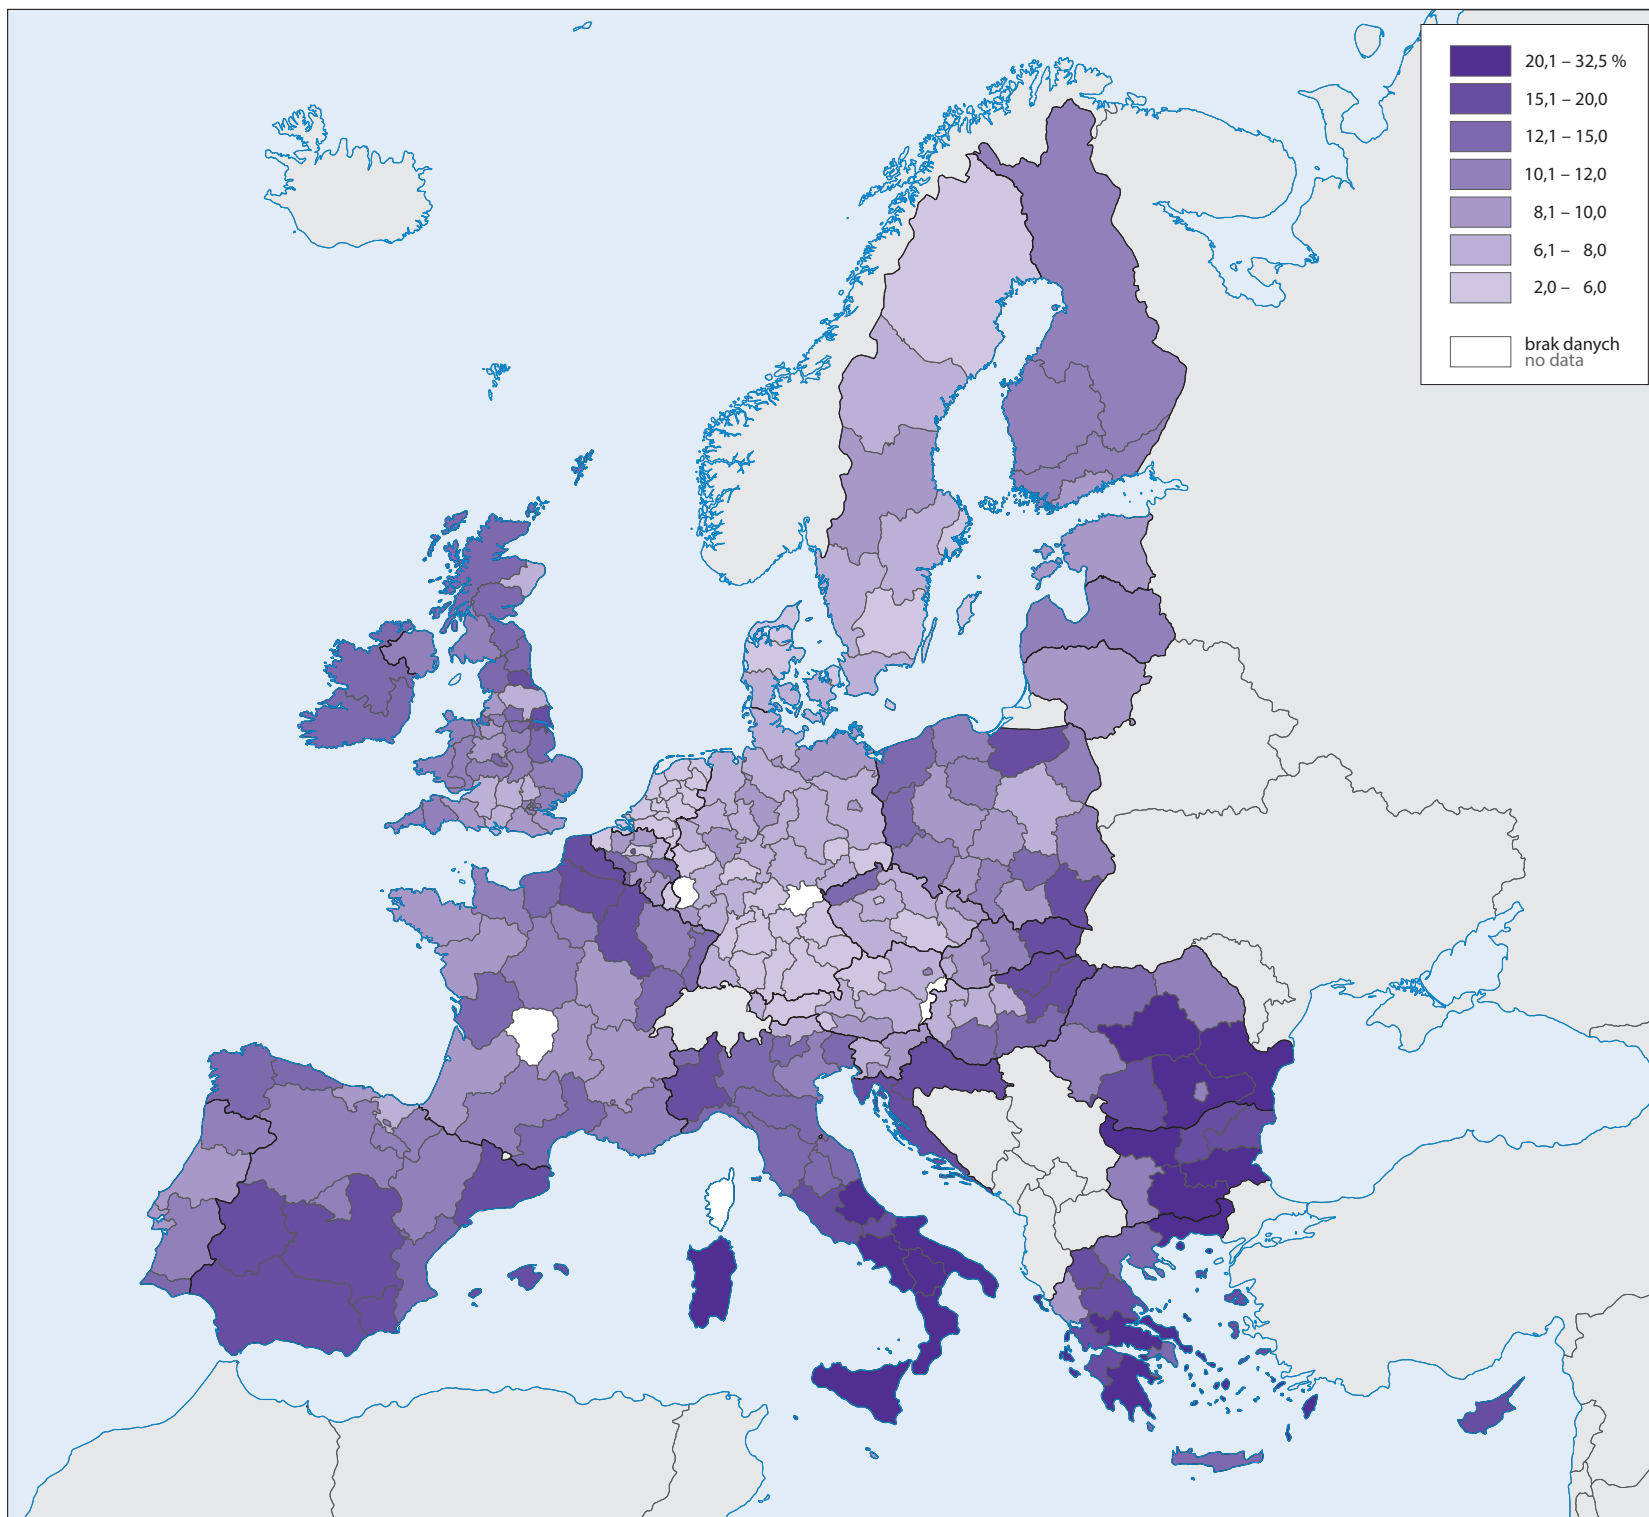 20,1 – 32,5 %
15,1 – 20,0
12,1 – 15,0
10,1 – 12,0
8,1 – 10,0
6,1 – 8,0
2,0 – 6,0
brak danych
no data